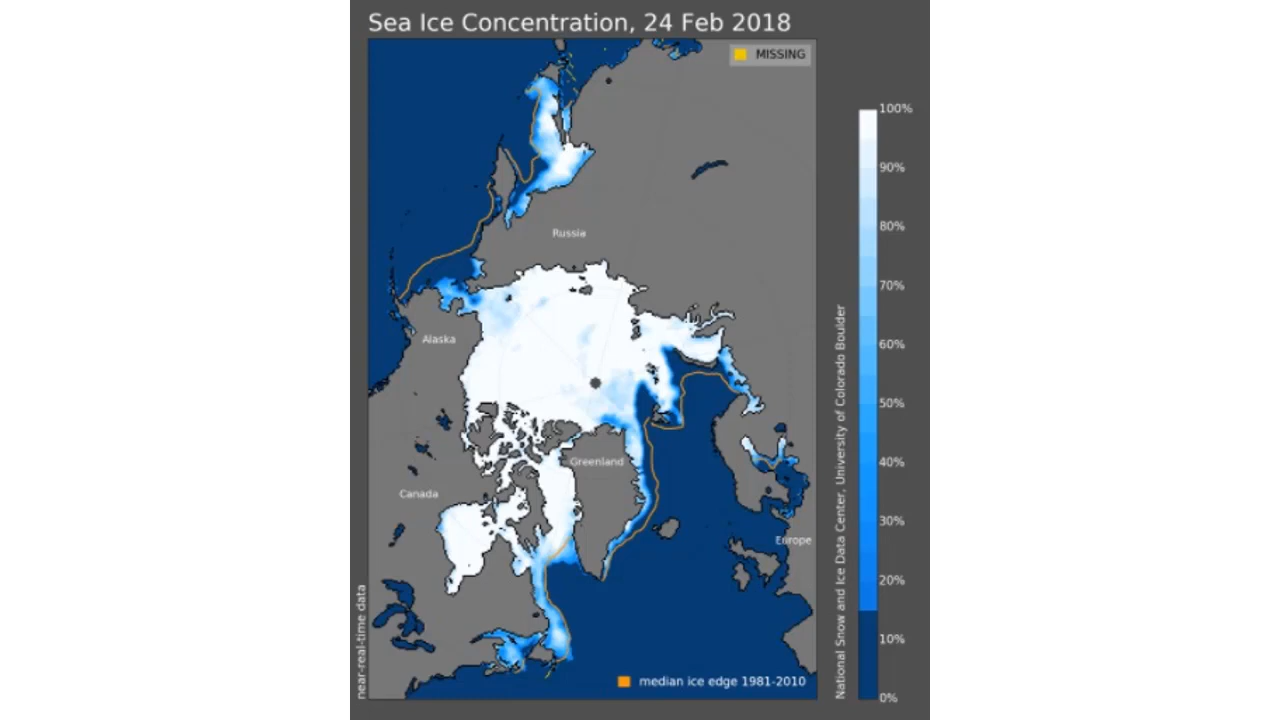 Sea Ice Concentration, 24 Feb 2018
MISSING
100%
90%
80%
70%
60%
50%
40%
30%
20%
10%
0%
Russia
Alaska
Greenland
Canada
Europe
National Snow and Ice Data Center, University of Colorado Boulder
near-real-time data
median ice edge 1981-2010